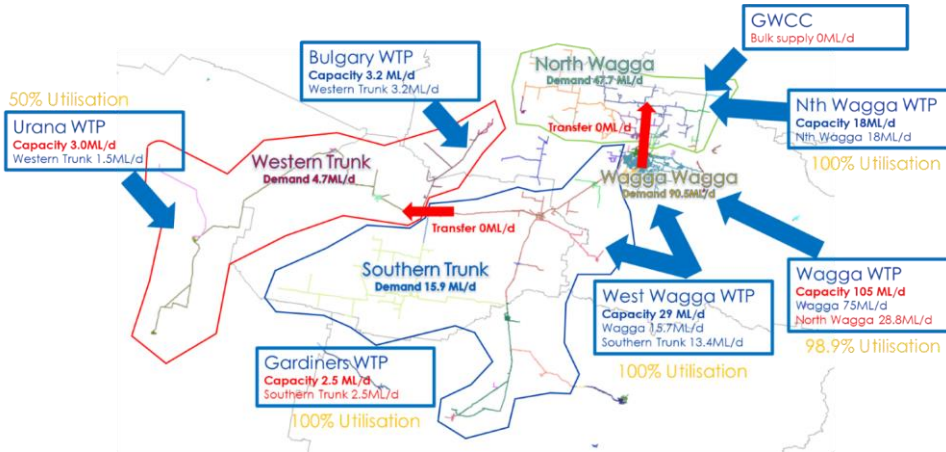 GWCC
Bulk supply 0ML/d
Bulgary WTP
Capacity 3.2 ML/d
Western Trunk 3.2ML/d
North Wagga
Demand 47.7 ML/d
50% Utilisation
Urana WTP
Capacity 3.0ML/d
Western Trunk 1.5ML/d
Nth Wagga WTP
Capacity 18ML/d
Nth Wagga 18ML/d
100% Utilisation
Transfer 0ML/d
Western Trunk
Demand 4.7ML/d
Wagga Wagga
Demand 90.5ML/d
Transfer 0ML/d
Southern Trunk
Demand 15.9 ML/d
West Wagga WTP
Capacity 29 ML/d
Wagga 15.7ML/d
Southern Trunk 13.4ML/d
100% Utilisation
Wagga WTP
Capacity 105 ML/d
Wagga 75ML/d
North Wagga 28.8ML/d
98.9% Utilisation
Gardiners WTP
Capacity 2.5 ML/d
Southern Trunk 2.5ML/d
100% Utilisation